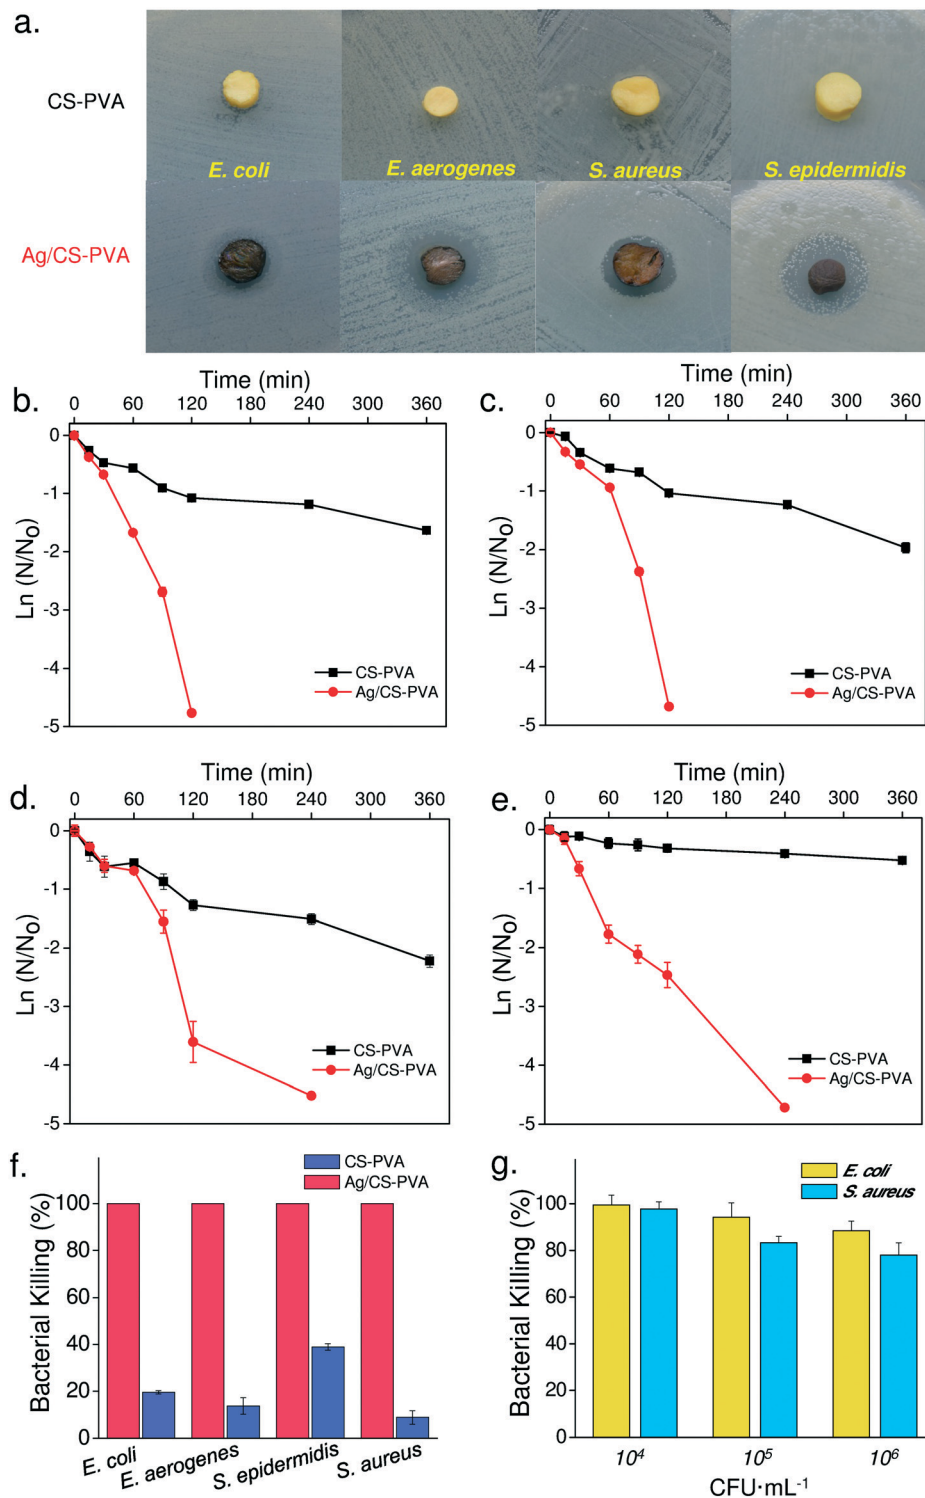 a.
CS-PVA
E. coli
E. aerogenes
S. aureus
S. epidermidis
Ag/CS-PVA
b.
Time (min)
0 60 120 180 240 300 360
Ln (N/N₀)
0
-1
-2
-3
-4
-5
CS-PVA
Ag/CS-PVA
c.
Time (min)
0 60 120 180 240 300 360
Ln (N/N₀)
0
-1
-2
-3
-4
-5
CS-PVA
Ag/CS-PVA
d.
Time (min)
0 60 120 180 240 300 360
Ln (N/N₀)
0
-1
-2
-3
-4
-5
CS-PVA
Ag/CS-PVA
e.
Time (min)
0 60 120 180 240 300 360
Ln (N/N₀)
0
-1
-2
-3
-4
-5
CS-PVA
Ag/CS-PVA
f.
CS-PVA
Ag/CS-PVA
Bacterial Killing (%)
100
80
60
40
20
0
E. coli
E. aerogenes
S. epidermidis
S. aureus
g.
E. coli
S. aureus
Bacterial Killing (%)
100
80
60
40
20
0
10⁴ 10⁵ 10⁶
CFU·mL⁻¹